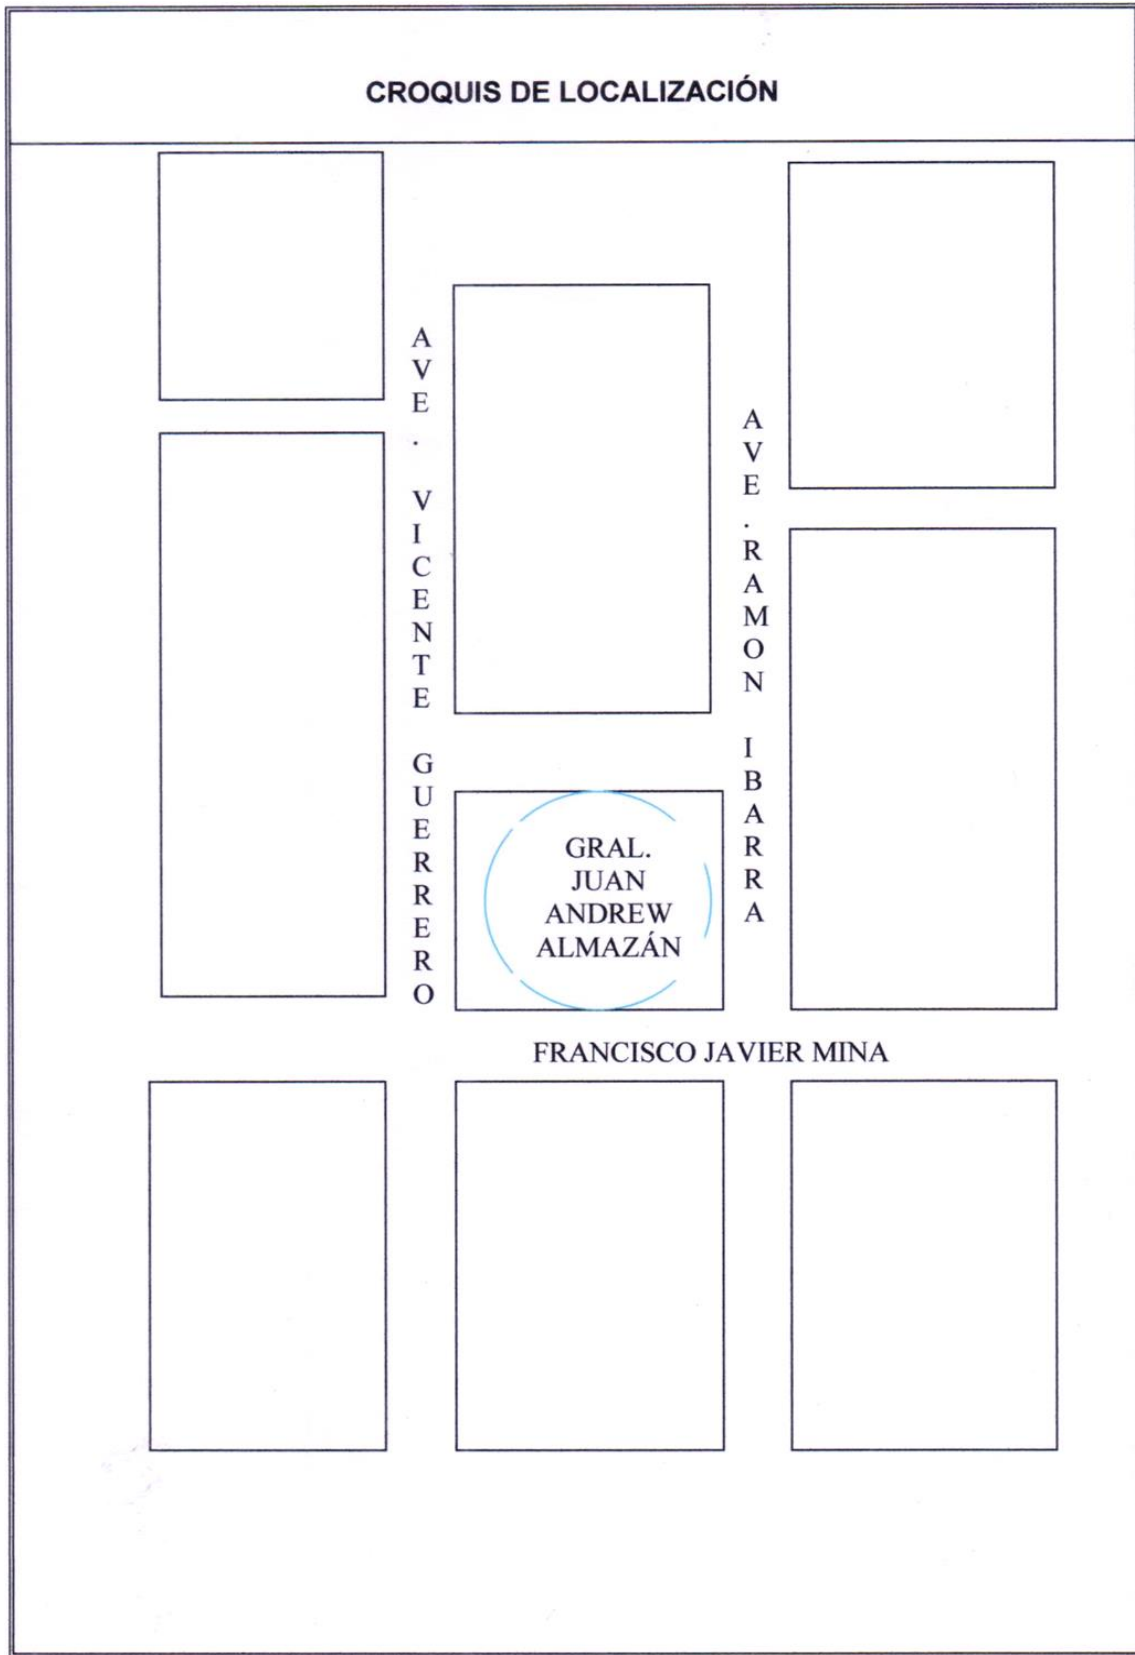 CROQUIS DE LOCALIZACIÓN
AVE. VICENTE GUERRERO
AVE.RAMON IBARRA
GRAL.
JUAN
ANDREW
ALMAZÁN
FRANCISCO JAVIER MINA